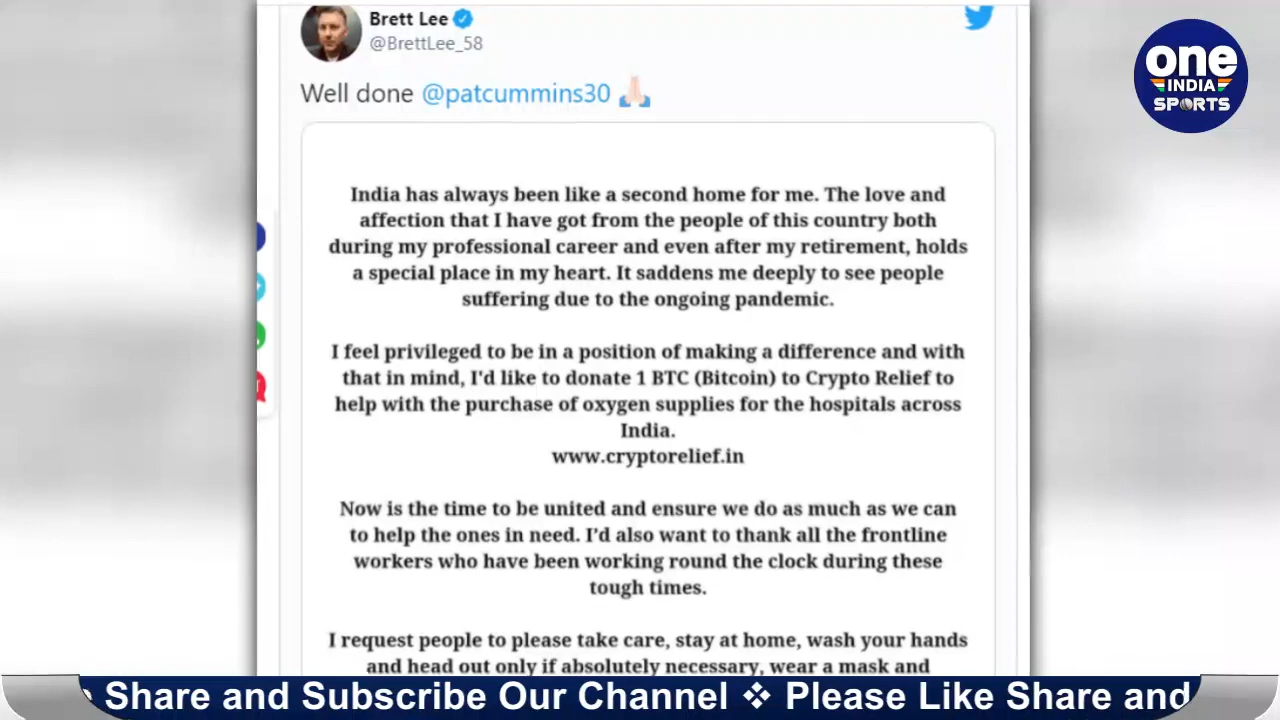 Brett Lee
@BrettLee_58
one
INDIA
SPORTS
Well done @patcummins30 🙏🏻
India has always been like a second home for me. The love and
affection that I have got from the people of this country both
during my professional career and even after my retirement, holds
a special place in my heart. It saddens me deeply to see people
suffering due to the ongoing pandemic.
I feel privileged to be in a position of making a difference and with
that in mind, I'd like to donate 1 BTC (Bitcoin) to Crypto Relief to
help with the purchase of oxygen supplies for the hospitals across
India.
www.cryptorelief.in
Now is the time to be united and ensure we do as much as we can
to help the ones in need. I'd also want to thank all the frontline
workers who have been working round the clock during these
tough times.
I request people to please take care, stay at home, wash your hands
and head out only if absolutely necessary, wear a mask and
Share and Subscribe Our Channel ❖ Please Like Share and